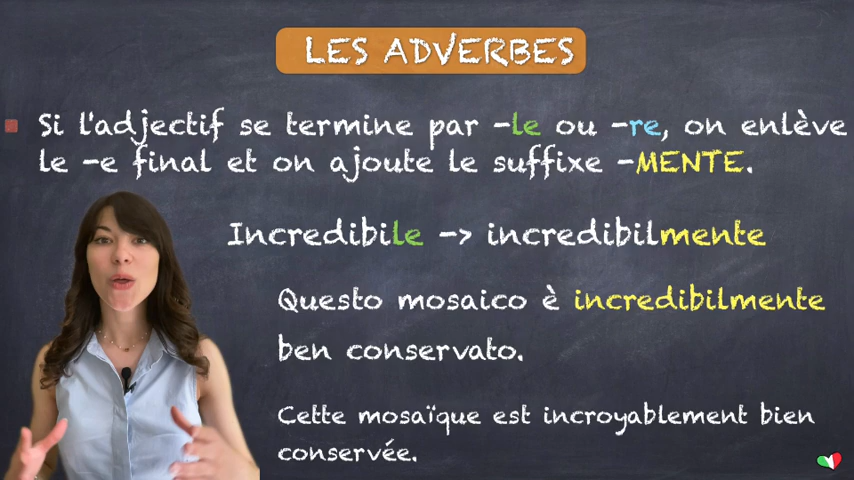 LES ADVERBES
Si l'adjectif se termine par -le ou -re, on enlève
le -e final et on ajoute le suffixe -MENTE.
Incredibile -> incredibilmente
Questo mosaico è incredibilmente
ben conservato.
Cette mosaïque est incroyablement bien
conservée.